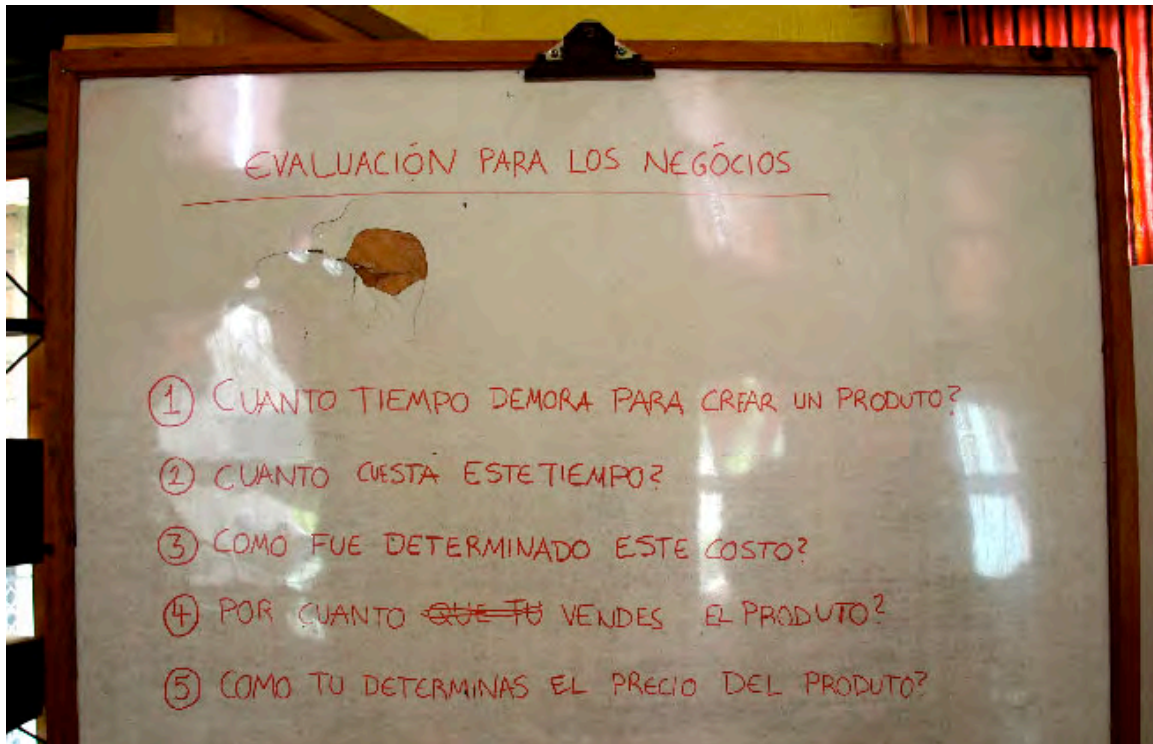 EVALUACIÓN PARA LOS NEGÓCIOS
① CUANTO TIEMPO DEMORA PARA CREAR UN PRODUTO?
② CUANTO CUESTA ESTE TIEMPO?
③ COMO FUE DETERMINADO ESTE COSTO?
④ POR CUANTO QUE TU VENDES EL PRODUTO?
⑤ COMO TU DETERMINAS EL PRECIO DEL PRODUTO?